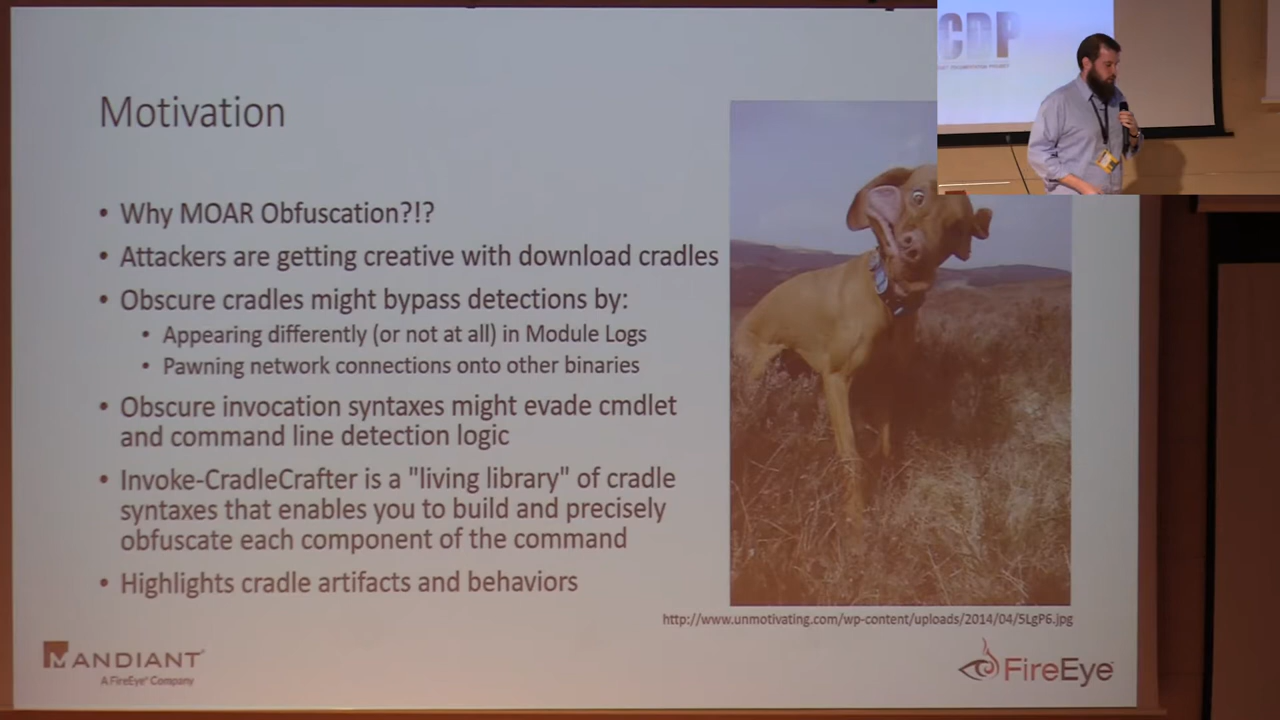 CDP
Motivation
• Why MOAR Obfuscation?!?
• Attackers are getting creative with download cradles
• Obscure cradles might bypass detections by:
• Appearing differently (or not at all) in Module Logs
• Pawning network connections onto other binaries
• Obscure invocation syntaxes might evade cmdlet
and command line detection logic
• Invoke-CradleCrafter is a "living library" of cradle
syntaxes that enables you to build and precisely
obfuscate each component of the command
• Highlights cradle artifacts and behaviors
http://www.unmotivating.com/wp-content/uploads/2014/04/5LgP6.jpg
MANDIANT
A FireEye® Company
FireEye